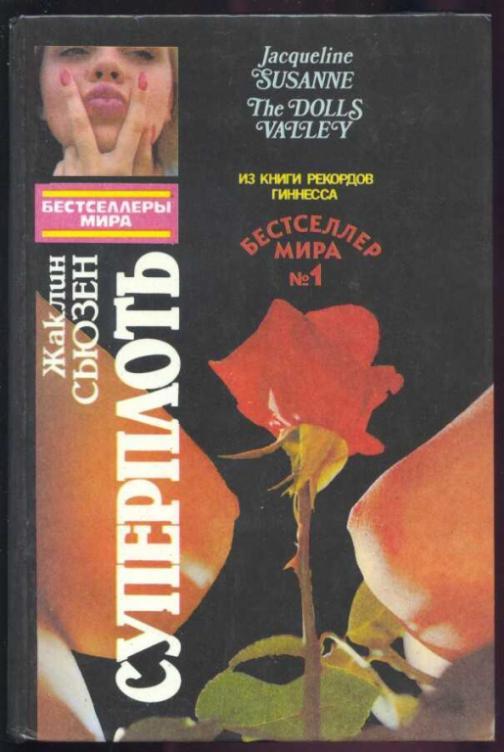 Jacqueline
SUSANNE
The DOLLS
VALLEY
ИЗ КНИГИ РЕКОРДОВ
ГИННЕССА
БЕСТСЕЛЛЕР
МИРА
№1
БЕСТСЕЛЛЕРЫ
МИРА
Жаклин
СЬЮЗЕН
СУПЕРПЛОТЬ